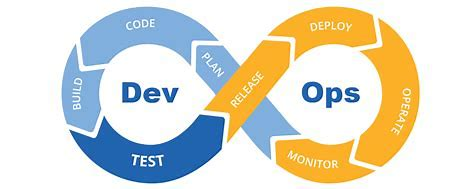 CODE
DEPLOY
PLAN
BUILD
Dev
RELEASE
Ops
OPERATE
TEST
MONITOR